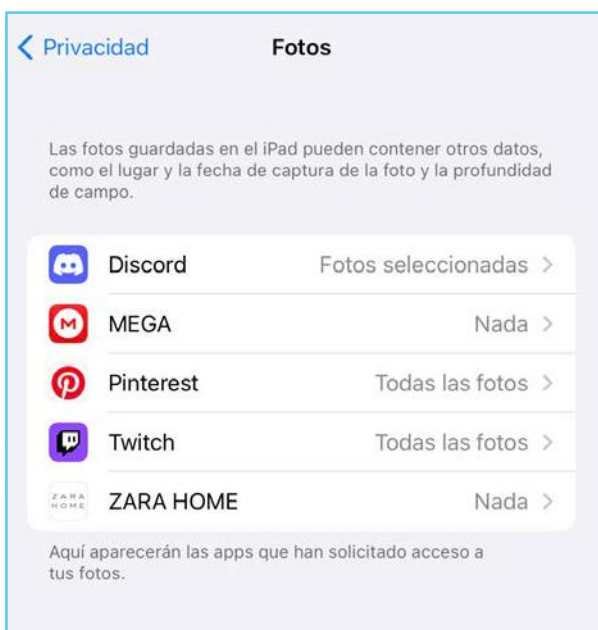 Privacidad
Fotos
Las fotos guardadas en el iPad pueden contener otros datos,
como el lugar y la fecha de captura de la foto y la profundidad
de campo.
Discord Fotos seleccionadas
M
MEGA Nada
Pinterest Todas las fotos
Twitch Todas las fotos
ZARA
HOME
ZARA HOME Nada
Aquí aparecerán las apps que han solicitado acceso a
tus fotos.